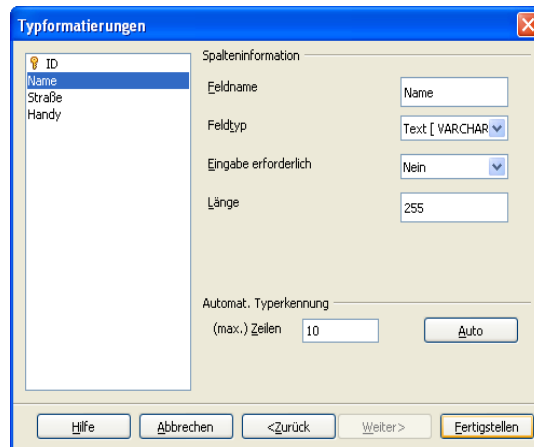 Typformatierungen
ID
Name
Straße
Handy
Spalteninformation
Feldname
Name
Feldtyp
Text [ VARCHAR
Eingabe erforderlich
Nein
Länge
255
Automat. Typerkennung
(max.) Zeilen
10
Auto
Hilfe
Abbrechen
<Zurück
Weiter>
Fertigstellen